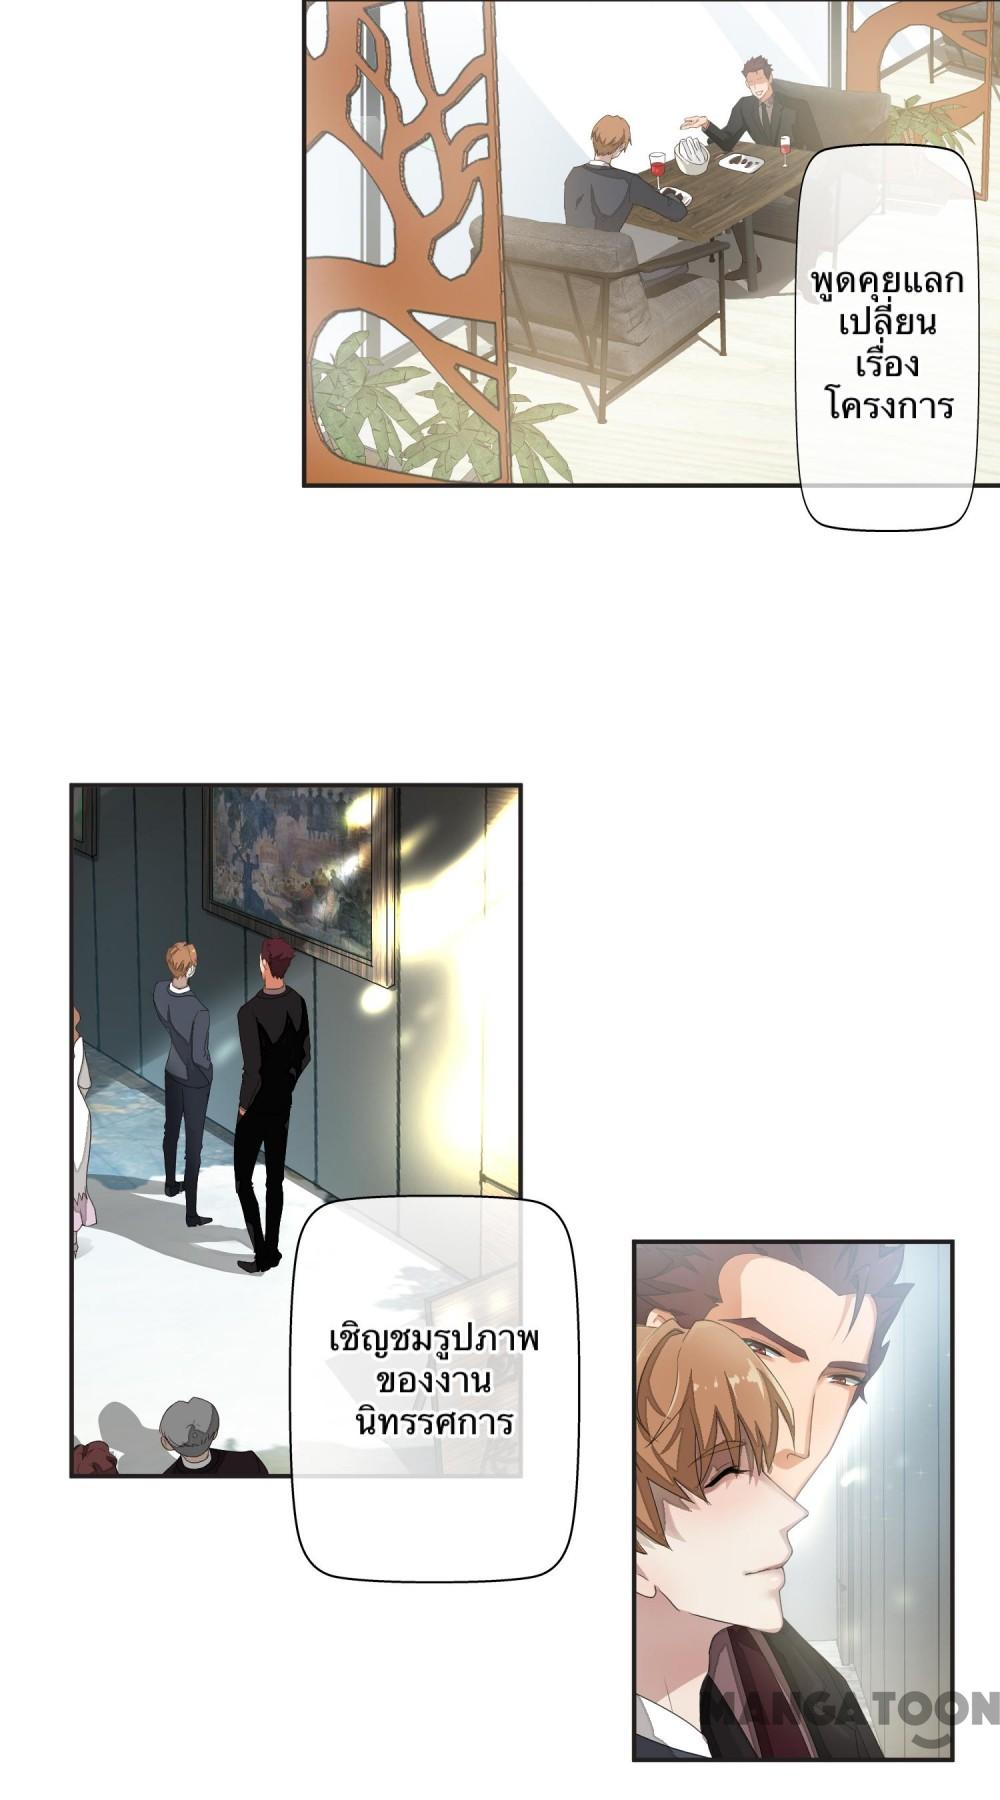 พูดคุยแลก
เปลี่ยน
เรื่อง
โครงการ
เชิญชมรูปภาพ
ของงาน
นิทรรศการ
MANGATOON